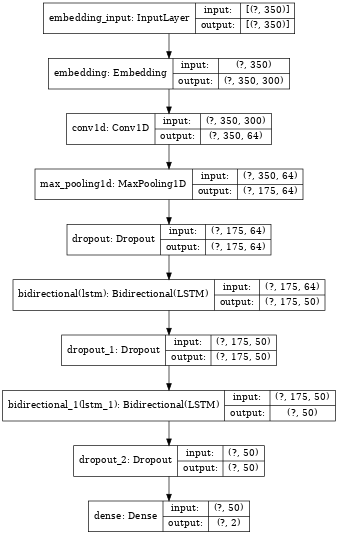 embedding_input: InputLayer input: [(?, 350)]
output: [(?, 350)]
embedding: Embedding input: (?, 350)
output: (?, 350, 300)
conv1d: Conv1D input: (?, 350, 300)
output: (?, 350, 64)
max_pooling1d: MaxPooling1D input: (?, 350, 64)
output: (?, 175, 64)
dropout: Dropout input: (?, 175, 64)
output: (?, 175, 64)
bidirectional(lstm): Bidirectional(LSTM) input: (?, 175, 64)
output: (?, 175, 50)
dropout_1: Dropout input: (?, 175, 50)
output: (?, 175, 50)
bidirectional_1(lstm_1): Bidirectional(LSTM) input: (?, 175, 50)
output: (?, 50)
dropout_2: Dropout input: (?, 50)
output: (?, 50)
dense: Dense input: (?, 50)
output: (?, 2)